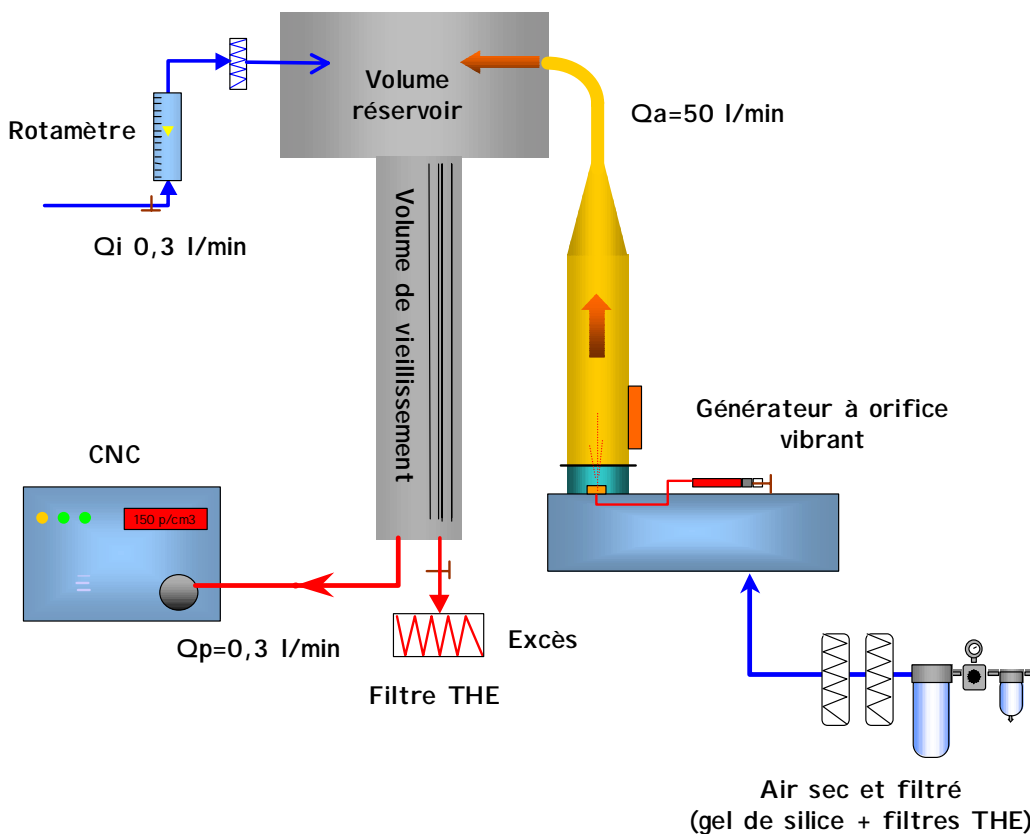 Volume
réservoir
Qa=50 l/min
Rotamètre
Qi 0,3 l/min
Volume de vieillissement
Générateur à orifice
vibrant
CNC
150 p/cm3
Qp=0,3 l/min
Excès
Filtre THE
Air sec et filtré
(gel de silice + filtres THE)